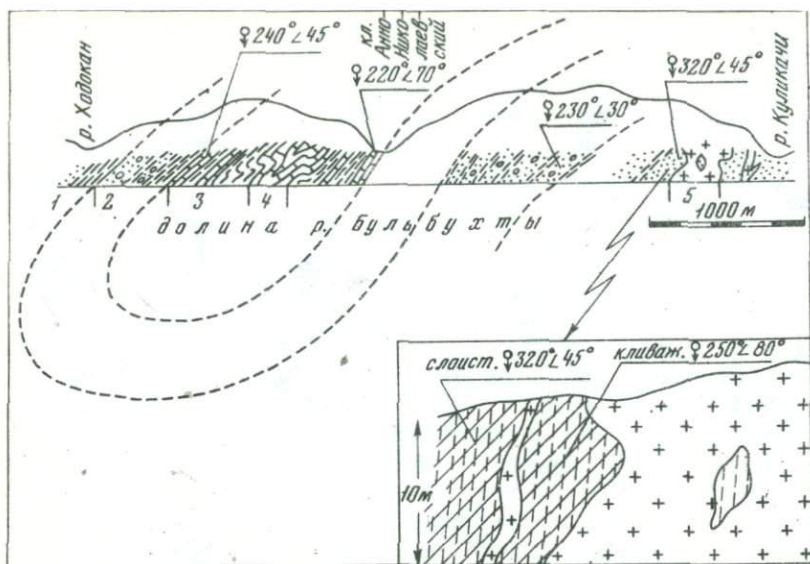 р. Ходокан
240°∠45°
кл.
Анно
Нико
лаев
ский
220°∠70°
230°∠30°
320°∠45°
р. Куликачи
1 2 3 4 5
долина р. Бульбухты
1000 м
слоист. 320°∠45°
кливаж. 250°∠80°
10м